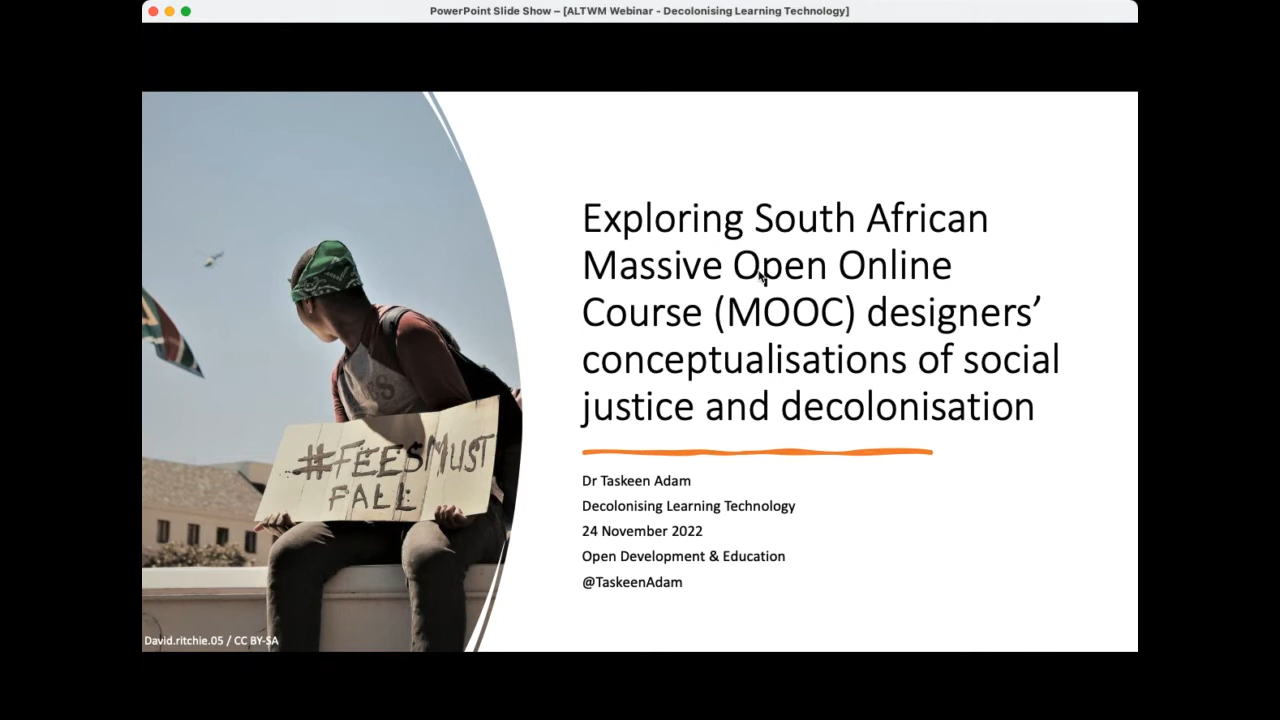 PowerPoint Slide Show – [ALTWM Webinar - Decolonising Learning Technology]
Exploring South African
Massive Open Online
Course (MOOC) designers’
conceptualisations of social
justice and decolonisation
Dr Taskeen Adam
Decolonising Learning Technology
24 November 2022
Open Development & Education
@TaskeenAdam
#FEESMUST
FALL
David.ritchie.05 / CC BY-SA